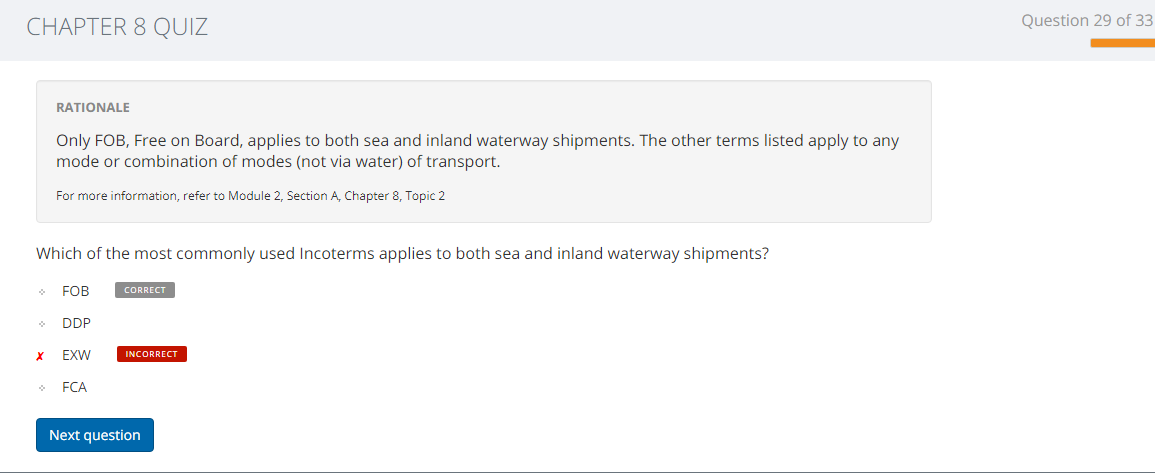 CHAPTER 8 QUIZ
Question 29 of 33
RATIONALE
Only FOB, Free on Board, applies to both sea and inland waterway shipments. The other terms listed apply to any
mode or combination of modes (not via water) of transport.
For more information, refer to Module 2, Section A, Chapter 8, Topic 2
Which of the most commonly used Incoterms applies to both sea and inland waterway shipments?
FOB CORRECT
DDP
✗ EXW INCORRECT
FCA
Next question